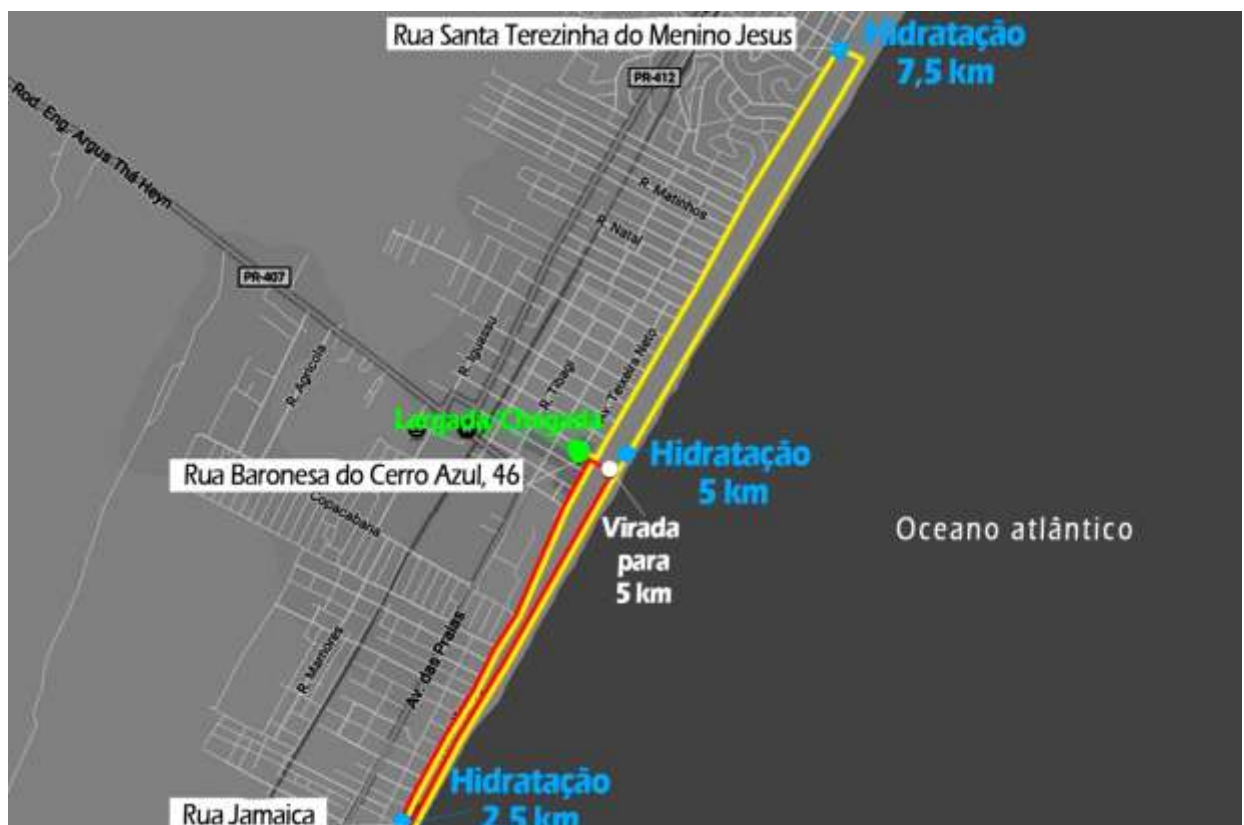 Rua Santa Terezinha do Menino Jesus
Hidratação
7,5 km
PR-412
Rod. Eng. Argus Thá Heyn
R. Matinhos
R. Natal
PR-407
R. Iguassu
R. Agrícola
R. Tibagi
Av. Teixeira Neto
Largada/Chegada
Hidratação
5 km
Rua Baronesa do Cerro Azul, 46
Copacabana
Virada
para
5 km
Oceano atlântico
R. Mamores
Av. das Praias
Hidratação
2,5 km
Rua Jamaica